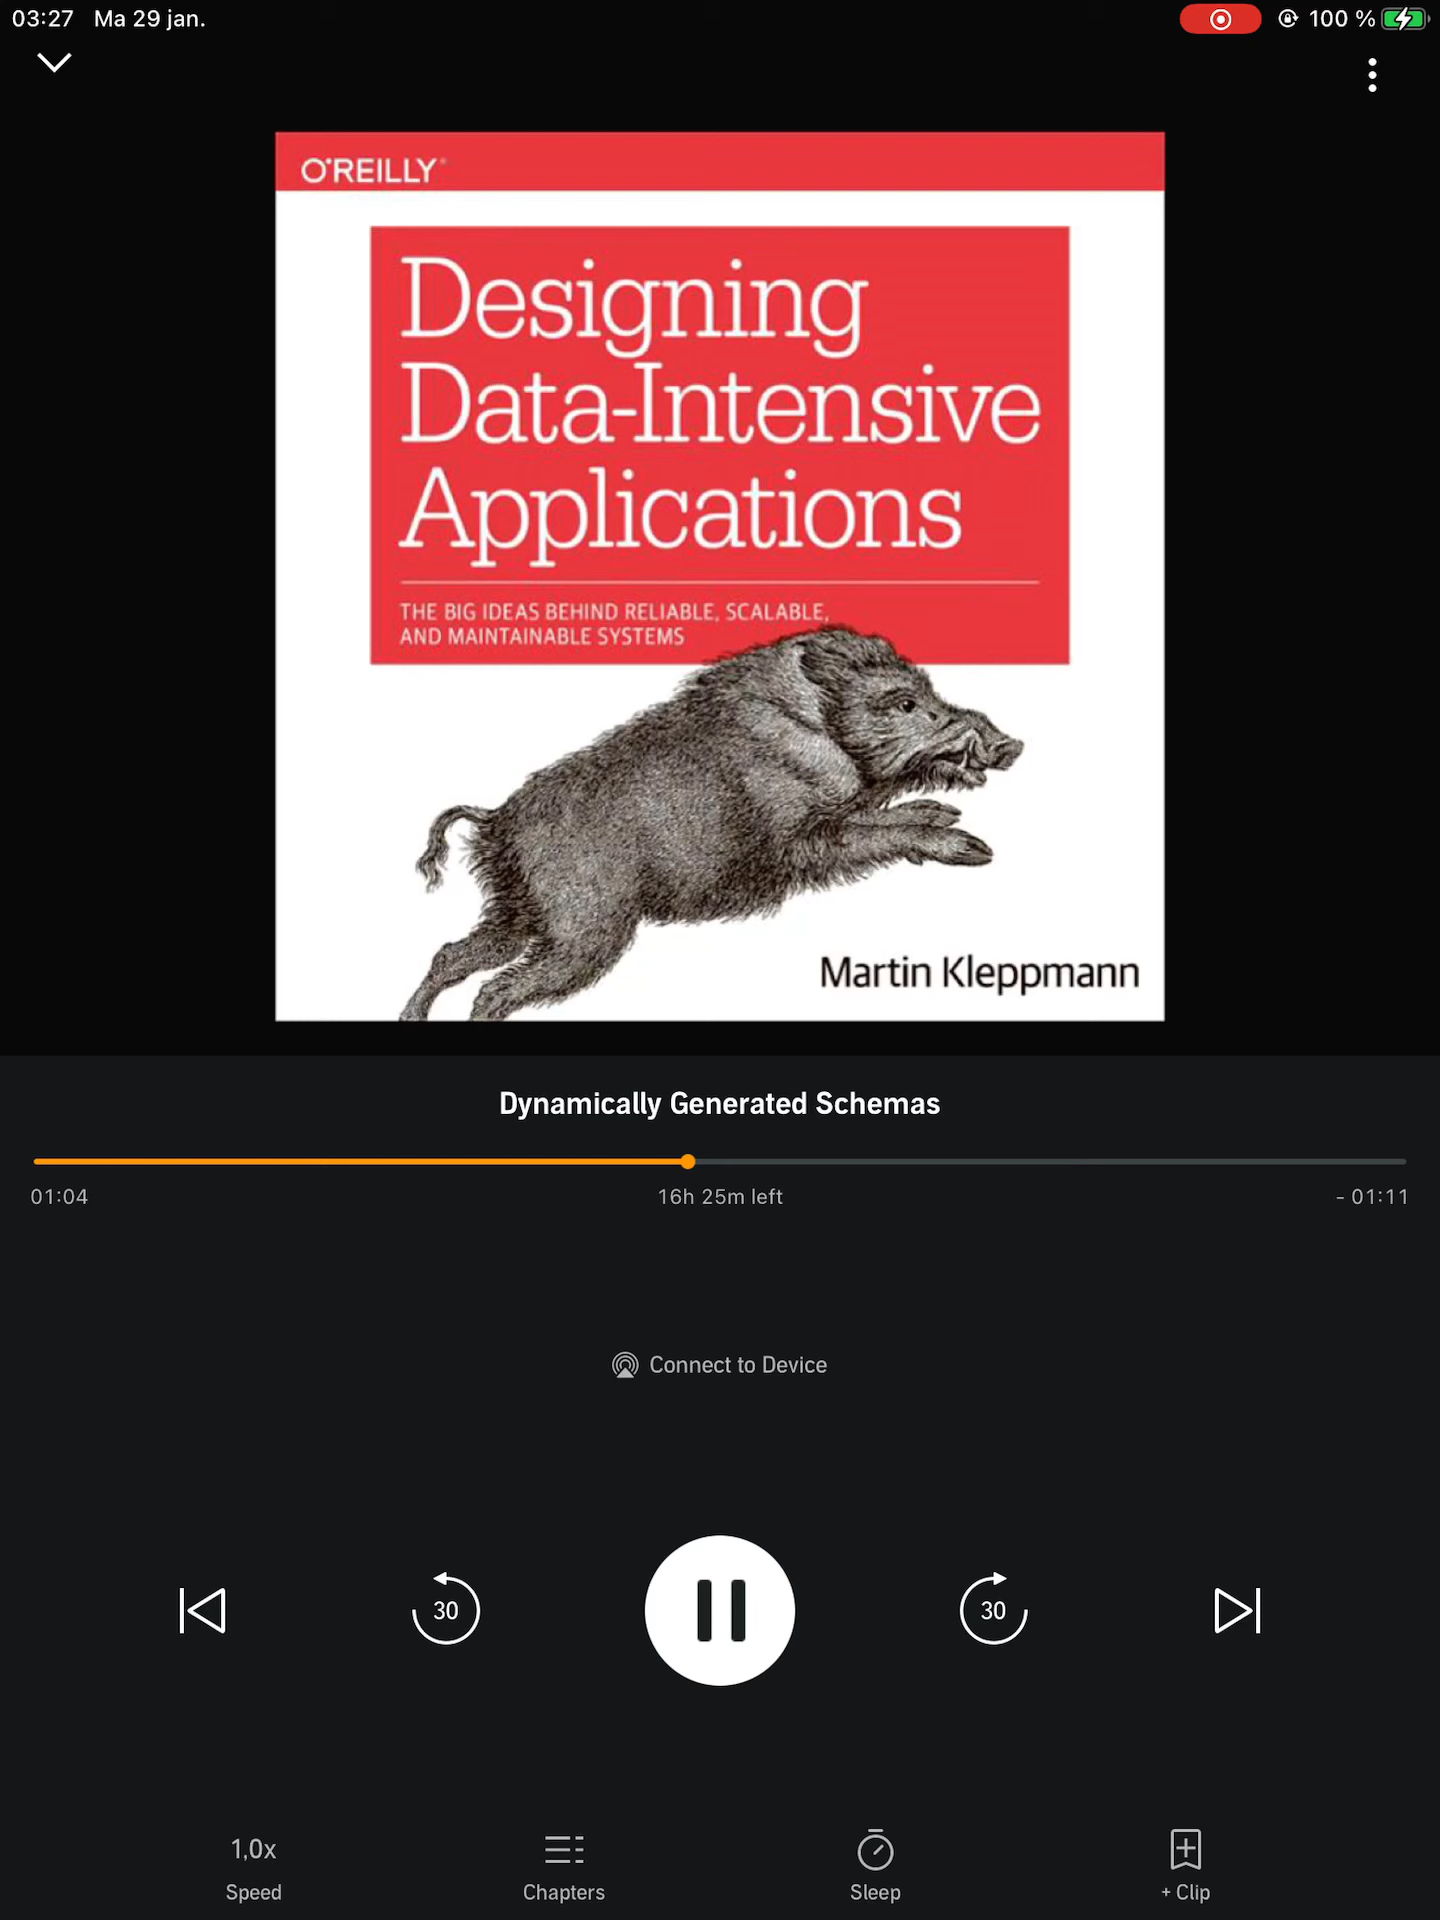 03:27 Ma 29 jan.
100 %
O'REILLY®
Designing
Data-Intensive
Applications
THE BIG IDEAS BEHIND RELIABLE, SCALABLE,
AND MAINTAINABLE SYSTEMS
Martin Kleppmann
Dynamically Generated Schemas
01:04 16h 25m left - 01:11
Connect to Device
30 30
1,0x
Speed Chapters Sleep + Clip